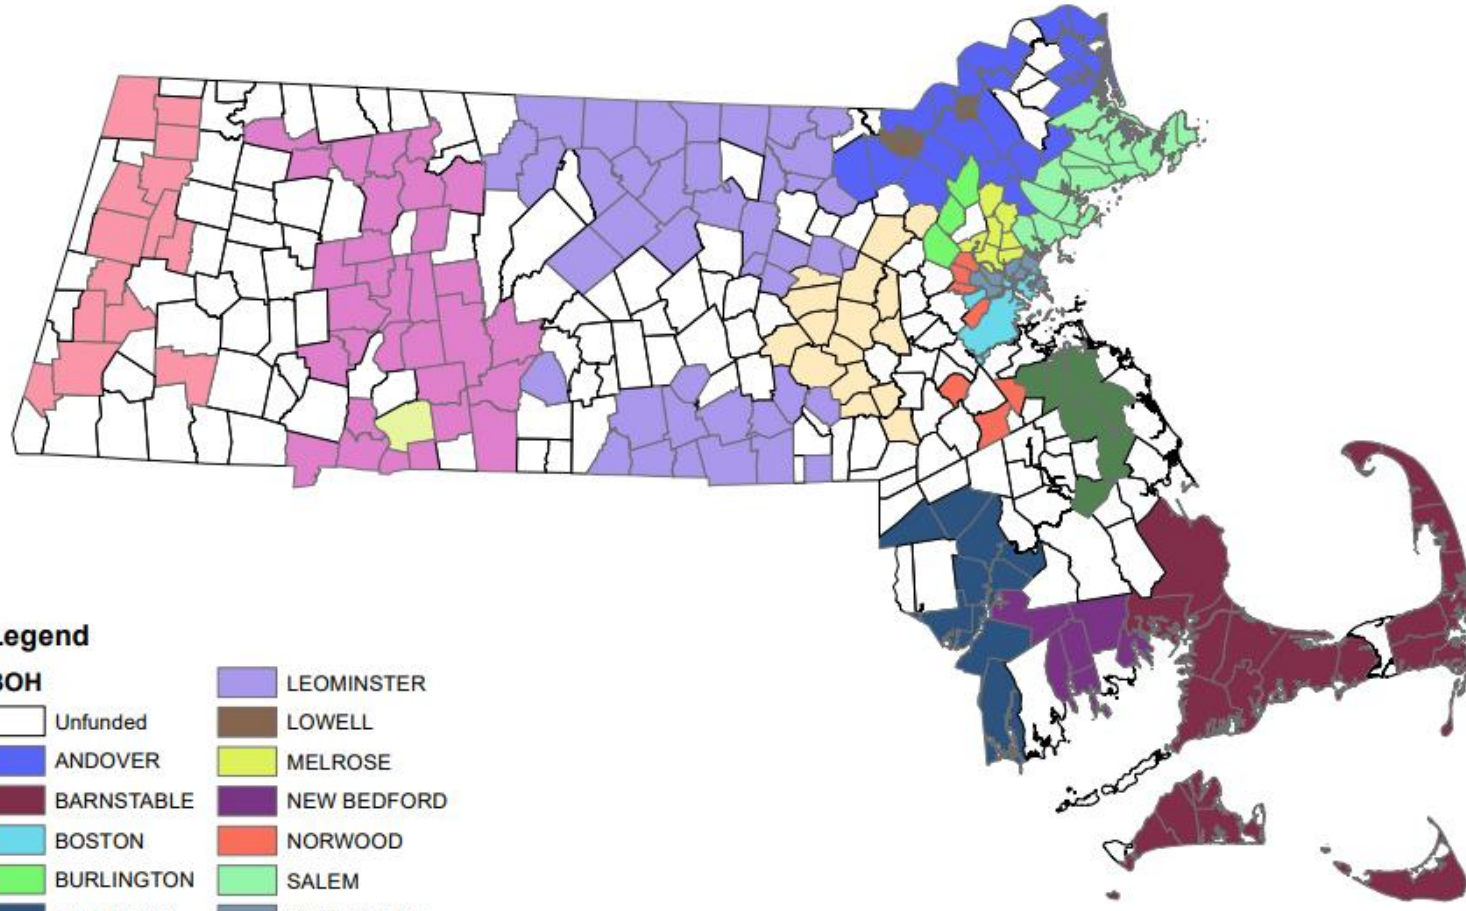 Legend
BOH
Unfunded
ANDOVER
BARNSTABLE
BOSTON
BURLINGTON
LEOMINSTER
LOWELL
MELROSE
NEW BEDFORD
NORWOOD
SALEM